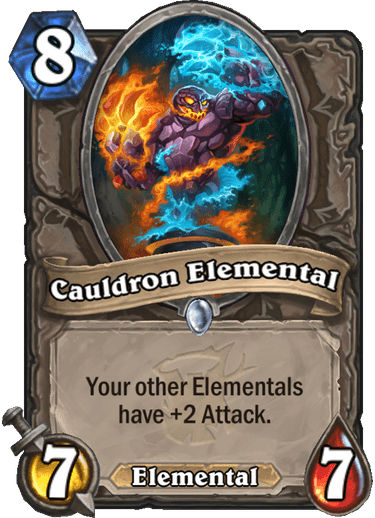 8
Cauldron Elemental
Your other Elementals
have +2 Attack.
7
Elemental
7